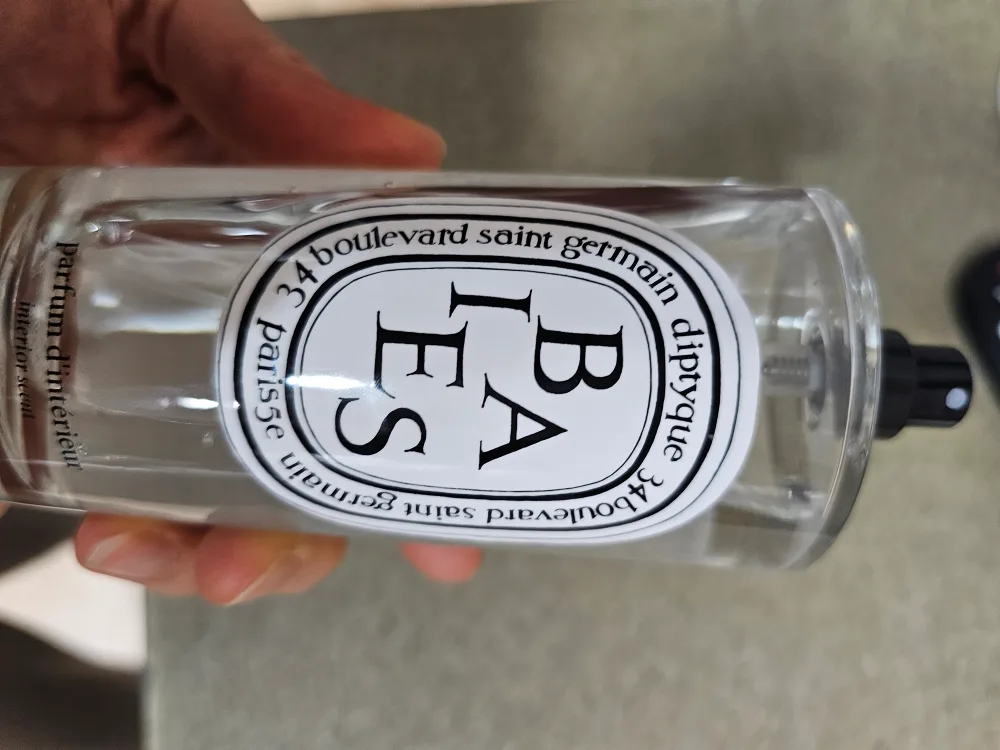 34 boulevard saint germain diptyque 34 boulevard saint germain paris5e
BA
IES
parfum d'intérieur
interior scent